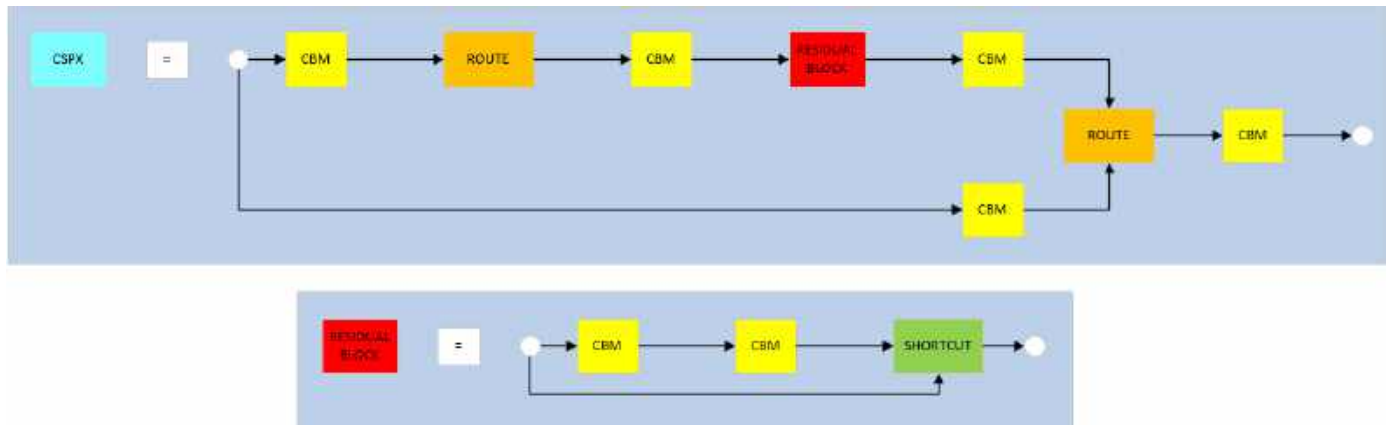 CSPX
=
CBM
ROUTE
CBM
RESIDUAL
BLOCK
CBM
ROUTE
CBM
CBM
RESIDUAL
BLOCK
=
CBM
CBM
SHORTCUT